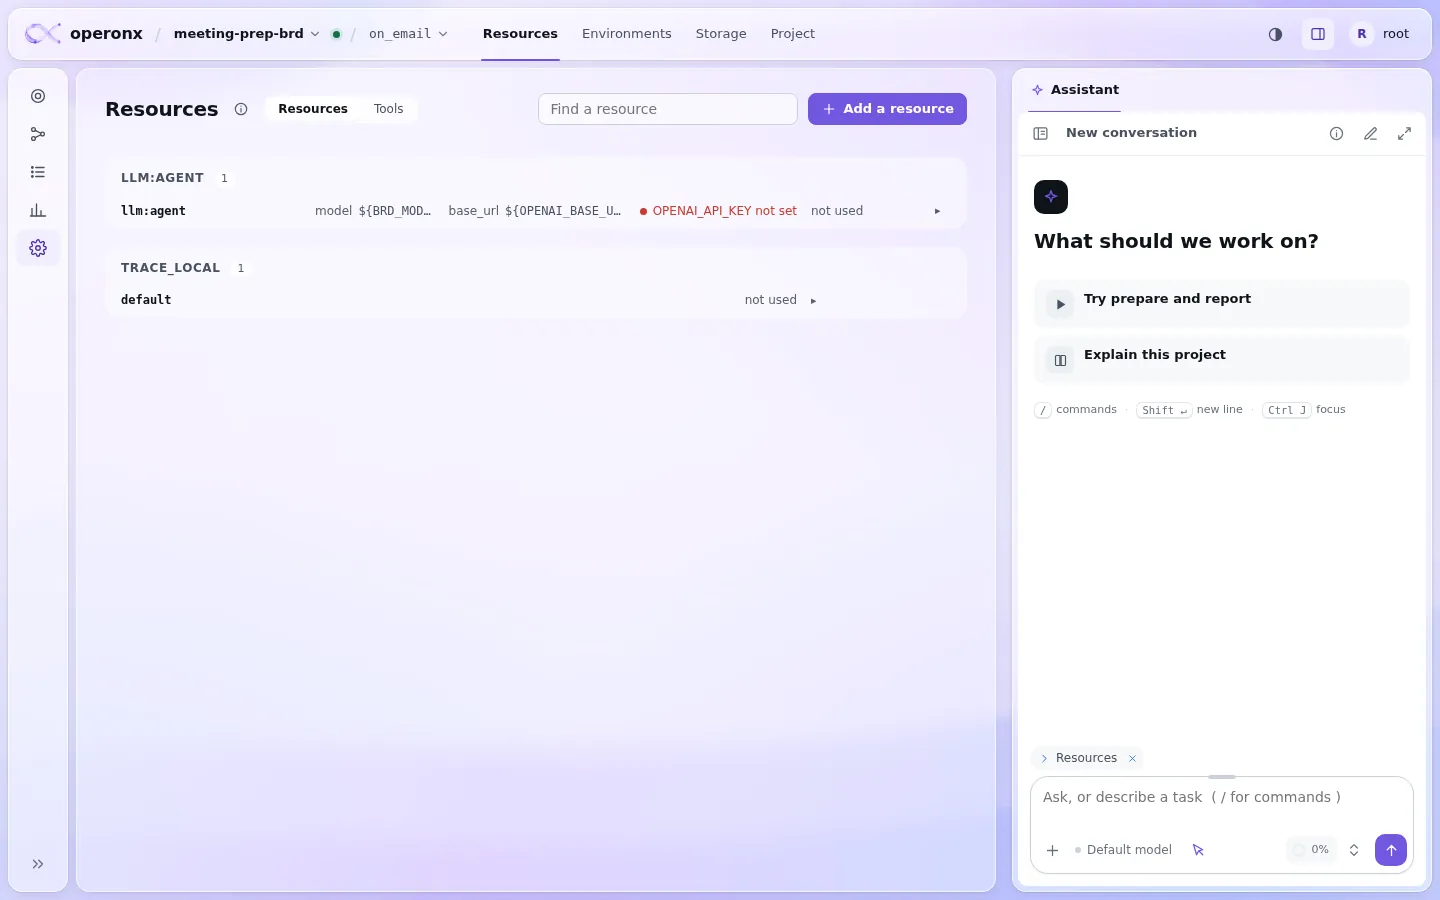 operonx / meeting-prep-brd / on_email Resources Environments Storage Project R root
Resources Resources Tools Find a resource + Add a resource
LLM:AGENT 1
llm:agent model ${BRD_MOD… base_url ${OPENAI_BASE_U… OPENAI_API_KEY not set not used
TRACE_LOCAL 1
default not used
Assistant
New conversation
What should we work on?
Try prepare and report
Explain this project
/ commands · Shift ↵ new line · Ctrl J focus
Resources ×
Ask, or describe a task ( / for commands )
Default model 0%